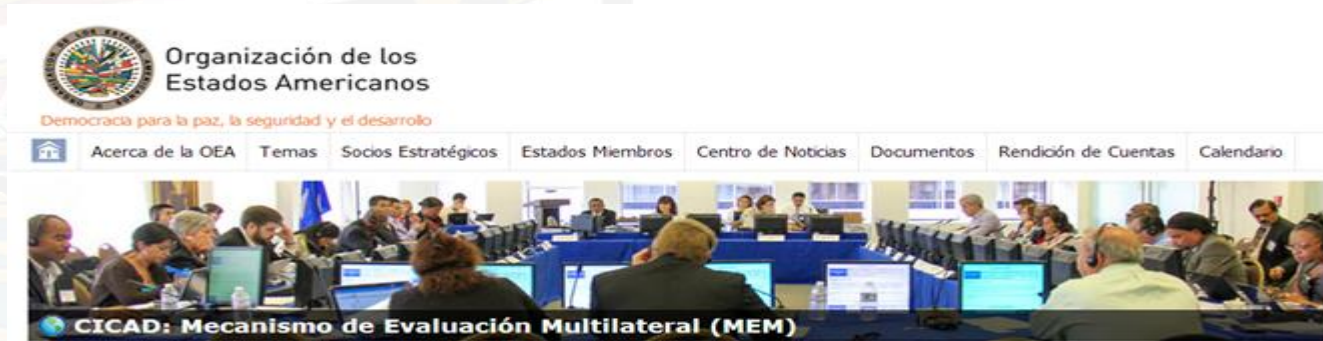 Organización de los
Estados Americanos
Democracia para la paz, la seguridad y el desarrollo
Acerca de la OEA Temas Socios Estratégicos Estados Miembros Centro de Noticias Documentos Rendición de Cuentas Calendario
CICAD: Mecanismo de Evaluación Multilateral (MEM)